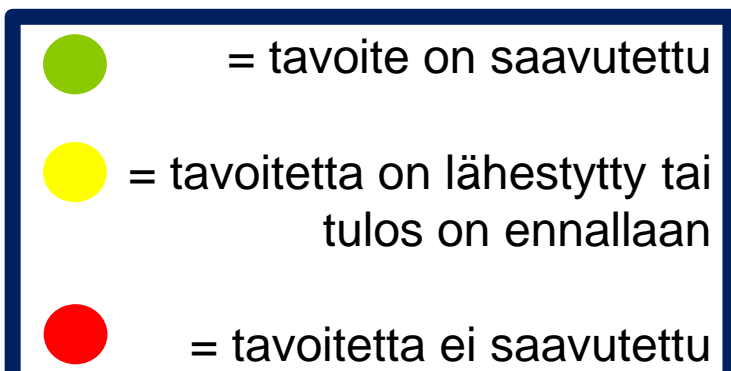 = tavoite on saavutettu
= tavoitetta on lähestytty tai
tulos on ennallaan
= tavoitetta ei saavutettu